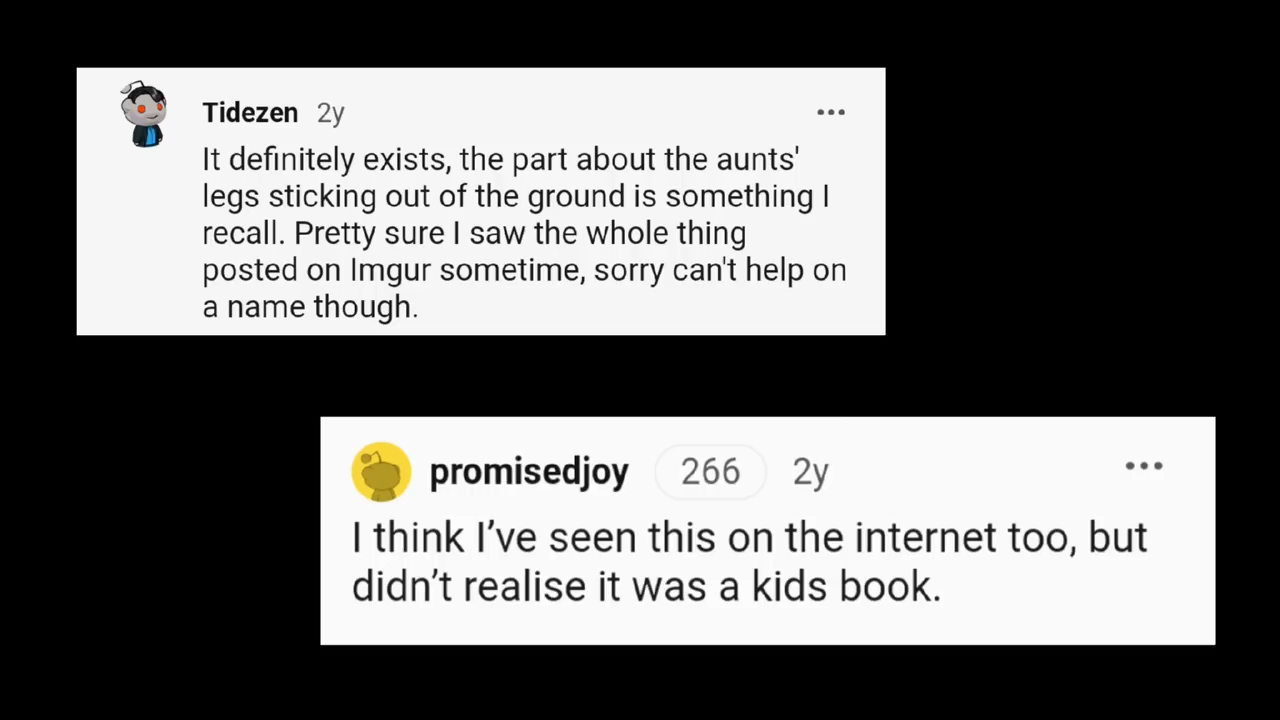 Tidezen 2y
It definitely exists, the part about the aunts'
legs sticking out of the ground is something I
recall. Pretty sure I saw the whole thing
posted on Imgur sometime, sorry can't help on
a name though.
promisedjoy 266 2y
I think I’ve seen this on the internet too, but
didn’t realise it was a kids book.